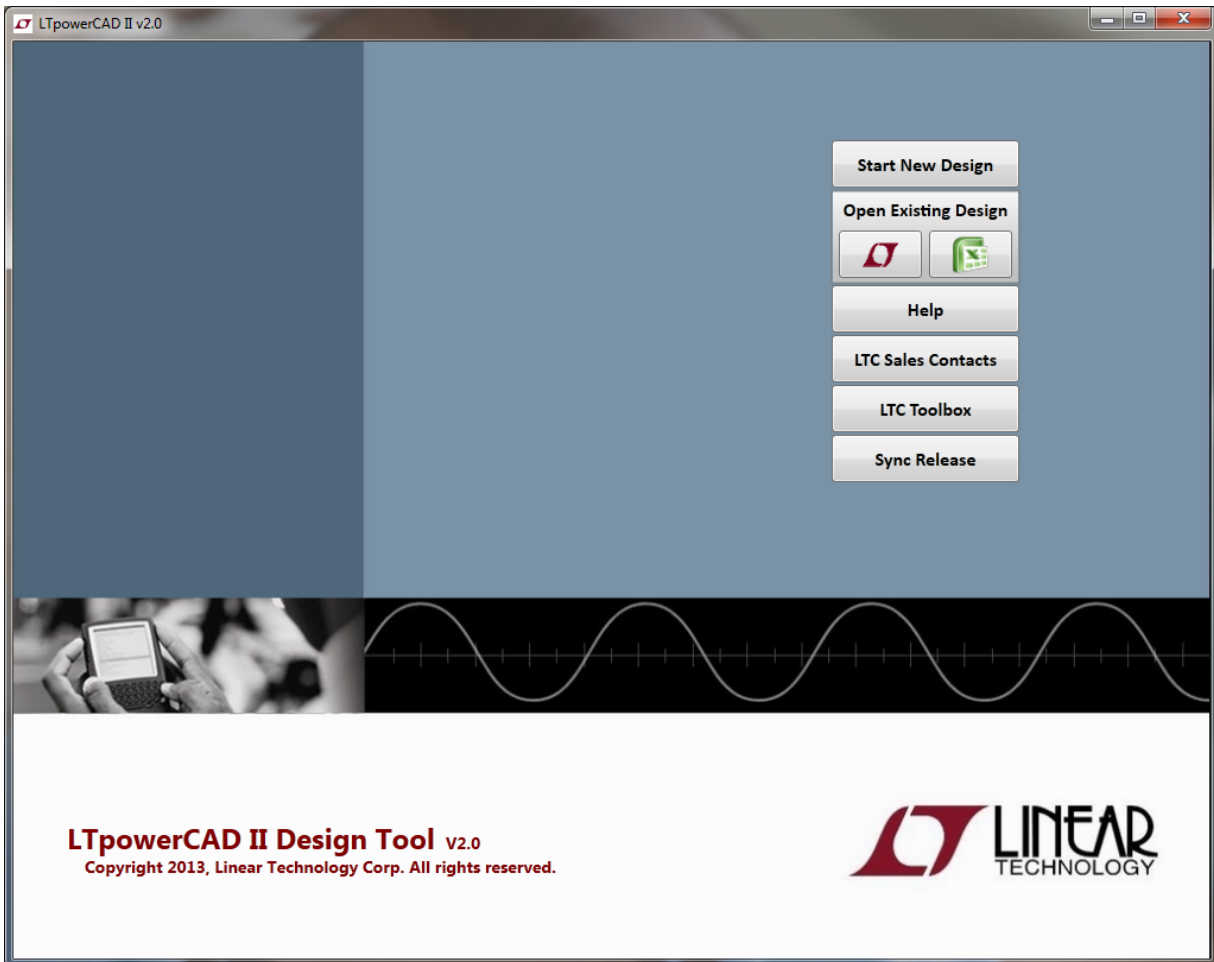 LTpowerCAD II v2.0
Start New Design
Open Existing Design
Help
LTC Sales Contacts
LTC Toolbox
Sync Release
LTpowerCAD II Design Tool V2.0
Copyright 2013, Linear Technology Corp. All rights reserved.
LINEAR
TECHNOLOGY